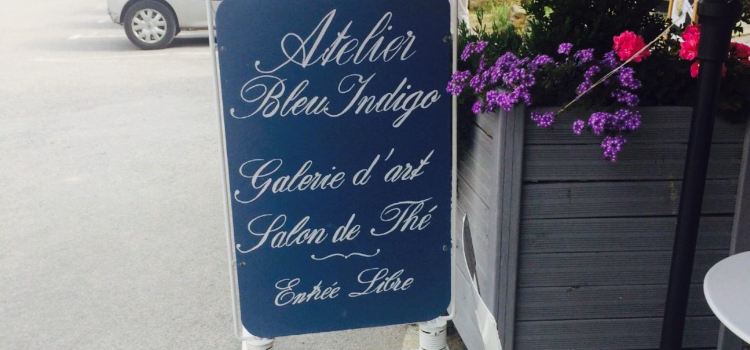 Atelier
Bleu Indigo
Galerie d'art
Salon de Thé
Entrée Libre